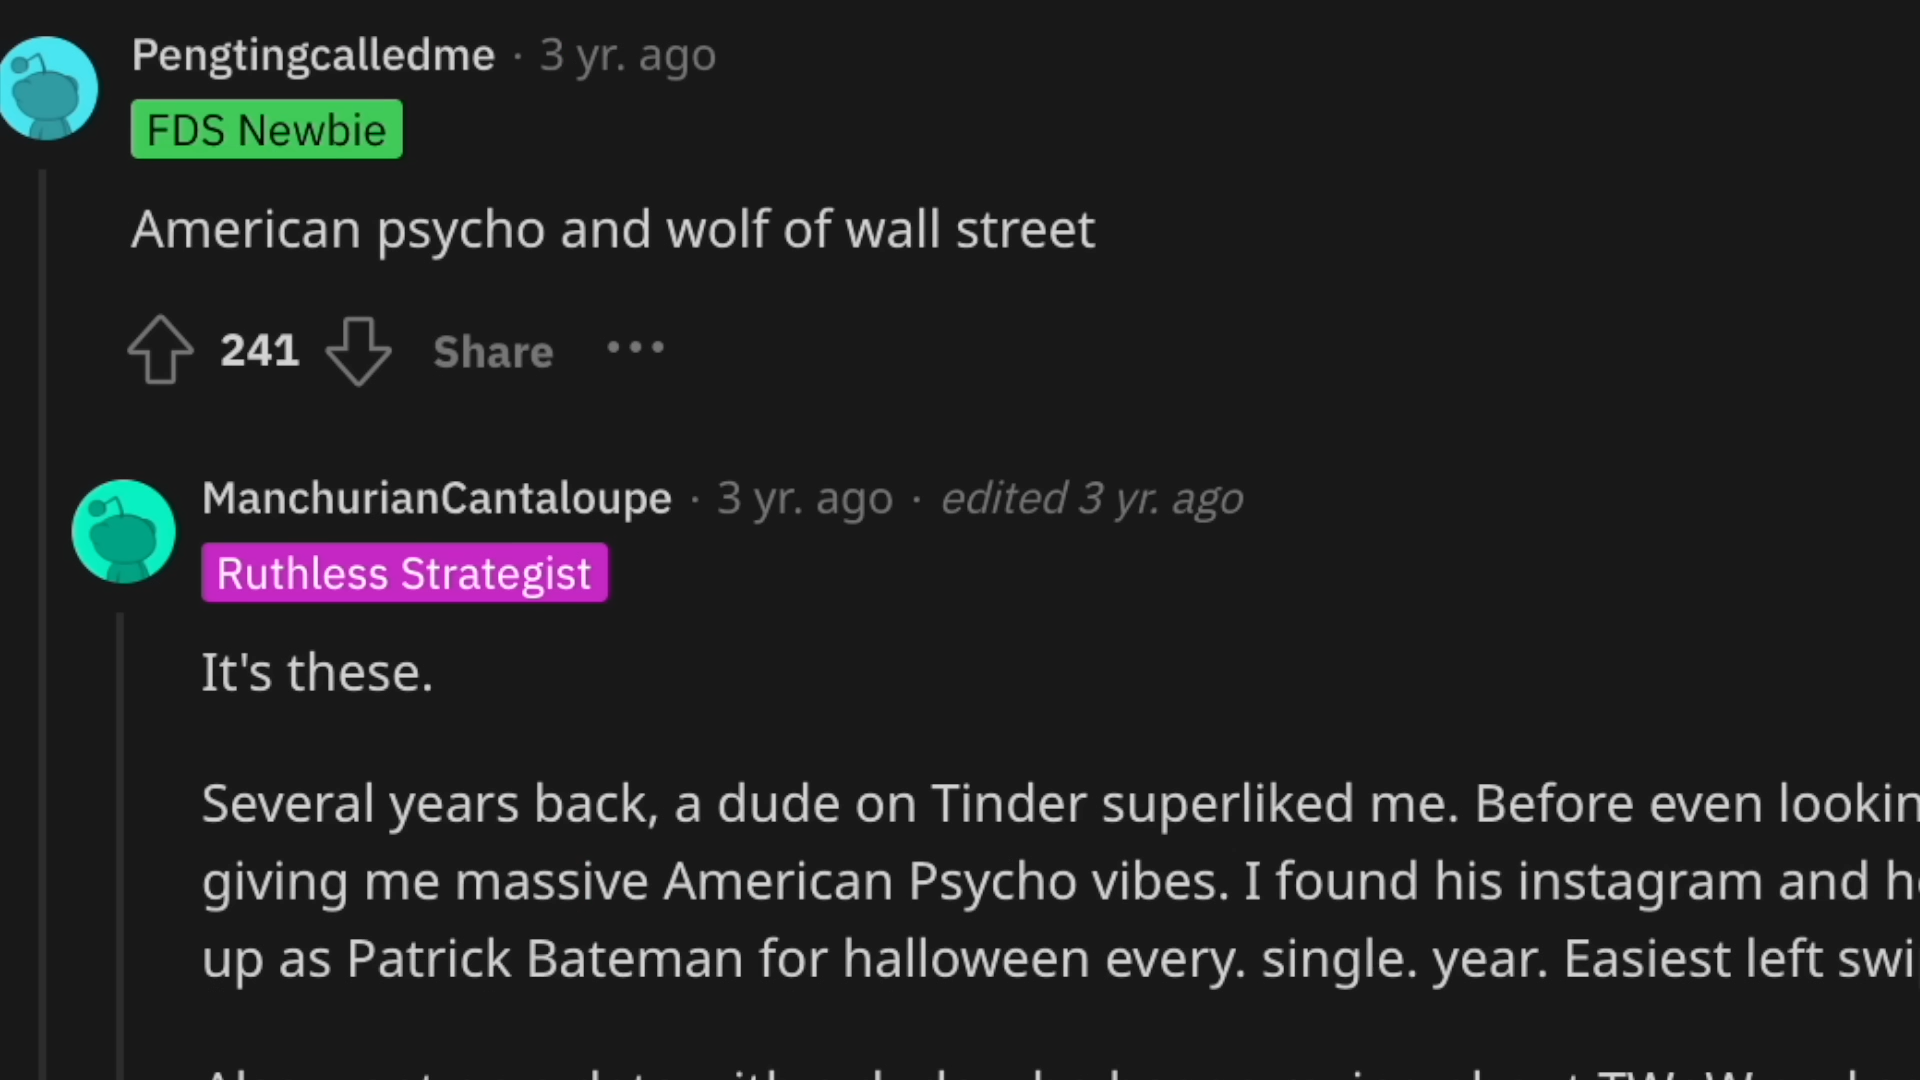 Pengtingcalledme · 3 yr. ago
FDS Newbie
American psycho and wolf of wall street
241 Share ···
ManchurianCantaloupe · 3 yr. ago · edited 3 yr. ago
Ruthless Strategist
It's these.
Several years back, a dude on Tinder superliked me. Before even
giving me massive American Psycho vibes. I found his instagram and
up as Patrick Bateman for halloween every. single. year. Easiest left